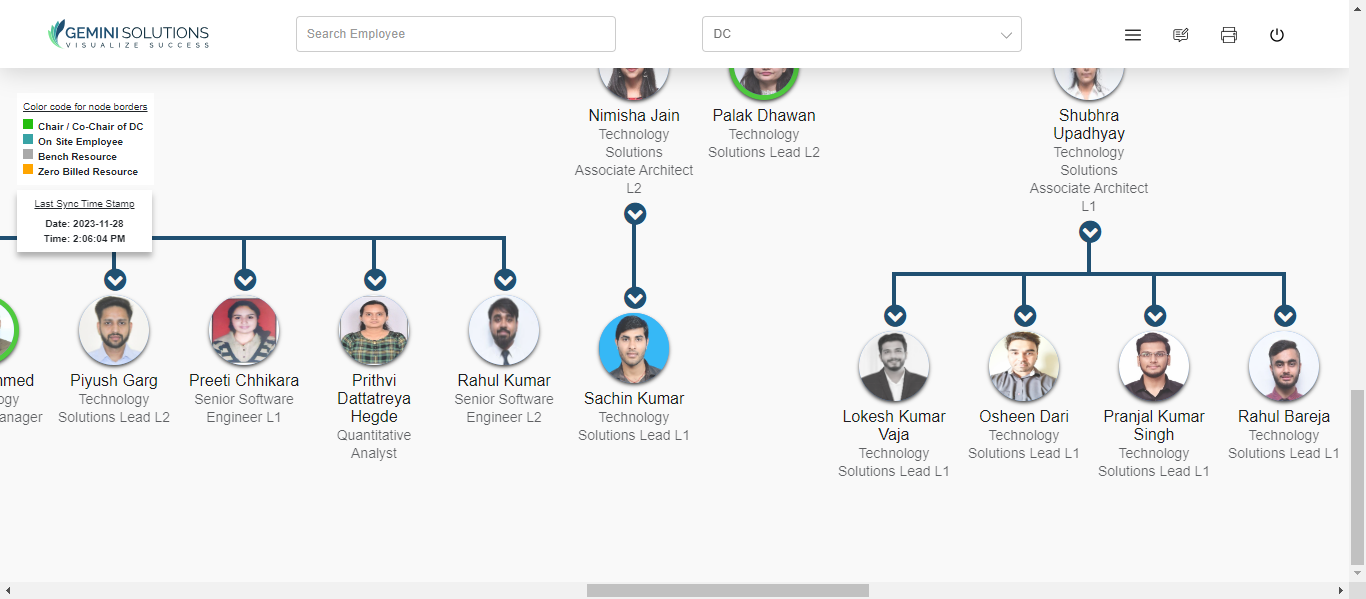 GEMINI SOLUTIONS
VISUALIZE SUCCESS
Search Employee
DC
Color code for node borders
Chair / Co-Chair of DC
On Site Employee
Bench Resource
Zero Billed Resource
Last Sync Time Stamp
Date: 2023-11-28
Time: 2:06:04 PM
Nimisha Jain
Technology
Solutions
Associate Architect
L2
Palak Dhawan
Technology
Solutions Lead L2
Shubhra
Upadhyay
Technology
Solutions
Associate Architect
L1
Piyush Garg
Technology
Solutions Lead L2
Preeti Chhikara
Senior Software
Engineer L1
Prithvi
Dattatreya
Hegde
Quantitative
Analyst
Rahul Kumar
Senior Software
Engineer L2
Sachin Kumar
Technology
Solutions Lead L1
Lokesh Kumar
Vaja
Technology
Solutions Lead L1
Osheen Dari
Technology
Solutions Lead L1
Pranjal Kumar
Singh
Technology
Solutions Lead L1
Rahul Bareja
Technology
Solutions Lead L1